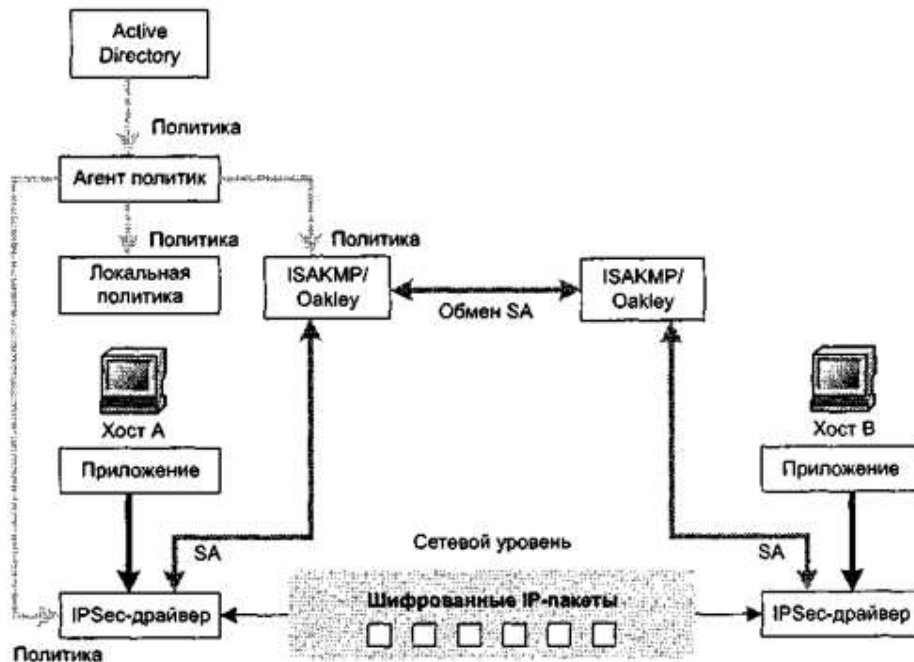 Active
Directory
Политика
Агент политик
Политика
Политика
Локальная
политика
ISAKMP/
Oakley
ISAKMP/
Oakley
Обмен SA
Хост А
Хост В
Приложение
Приложение
SA
Сетевой уровень
SA
Шифрованные IP-пакеты
IPSec-драйвер
IPSec-драйвер
Политика